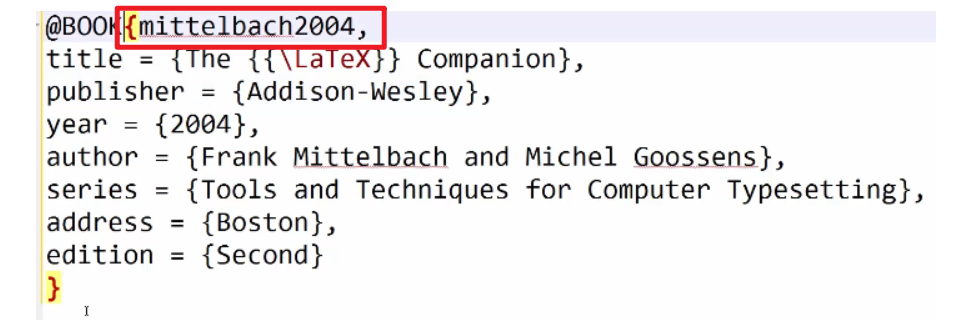 @BOOK{mittelbach2004,
title = {The {{\LaTeX}} Companion},
publisher = {Addison-Wesley},
year = {2004},
author = {Frank Mittelbach and Michel Goossens},
series = {Tools and Techniques for Computer Typesetting},
address = {Boston},
edition = {Second}
}